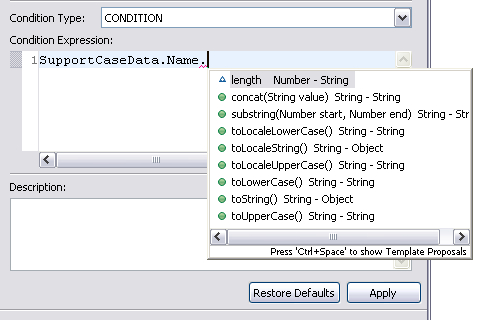 Condition Type: CONDITION
Condition Expression:
1 SupportCaseData.Name.
length Number - String
concat(String value) String - String
substring(Number start, Number end) String - Str
toLocaleLowerCase() String - String
toLocaleString() String - Object
toLocaleUpperCase() String - String
toLowerCase() String - String
toString() String - Object
toUpperCase() String - String
Press 'Ctrl+Space' to show Template Proposals
Description:
Restore Defaults Apply